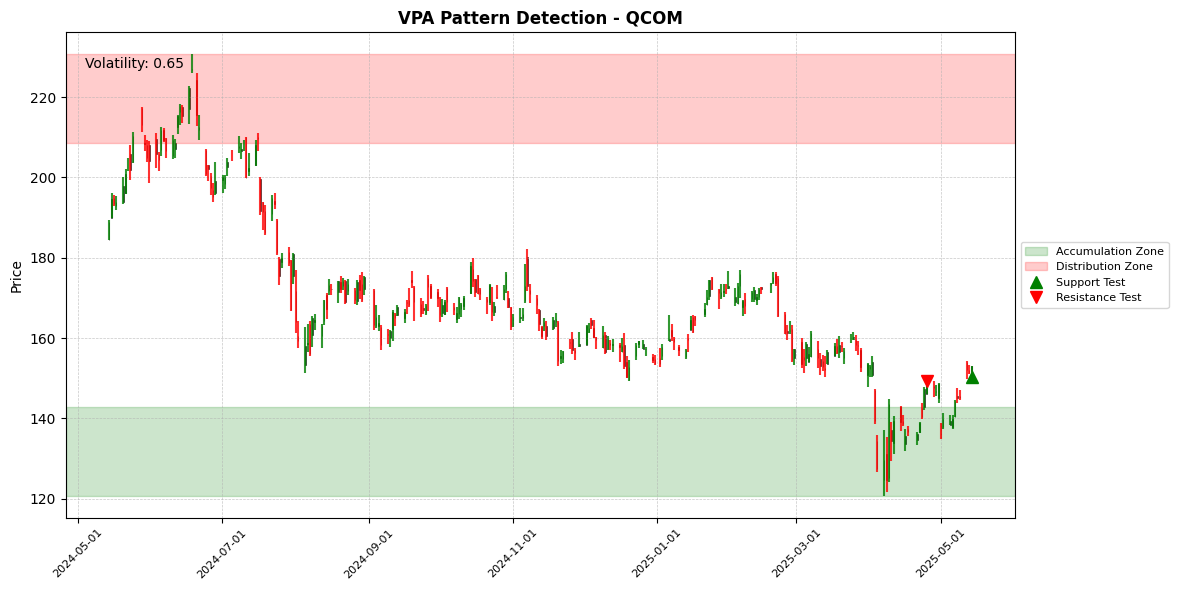 VPA Pattern Detection - QCOM
Volatility: 0.65
Price
220
200
180
160
140
120
2024-05-01
2024-07-01
2024-09-01
2024-11-01
2025-01-01
2025-03-01
2025-05-01
Accumulation Zone
Distribution Zone
Support Test
Resistance Test